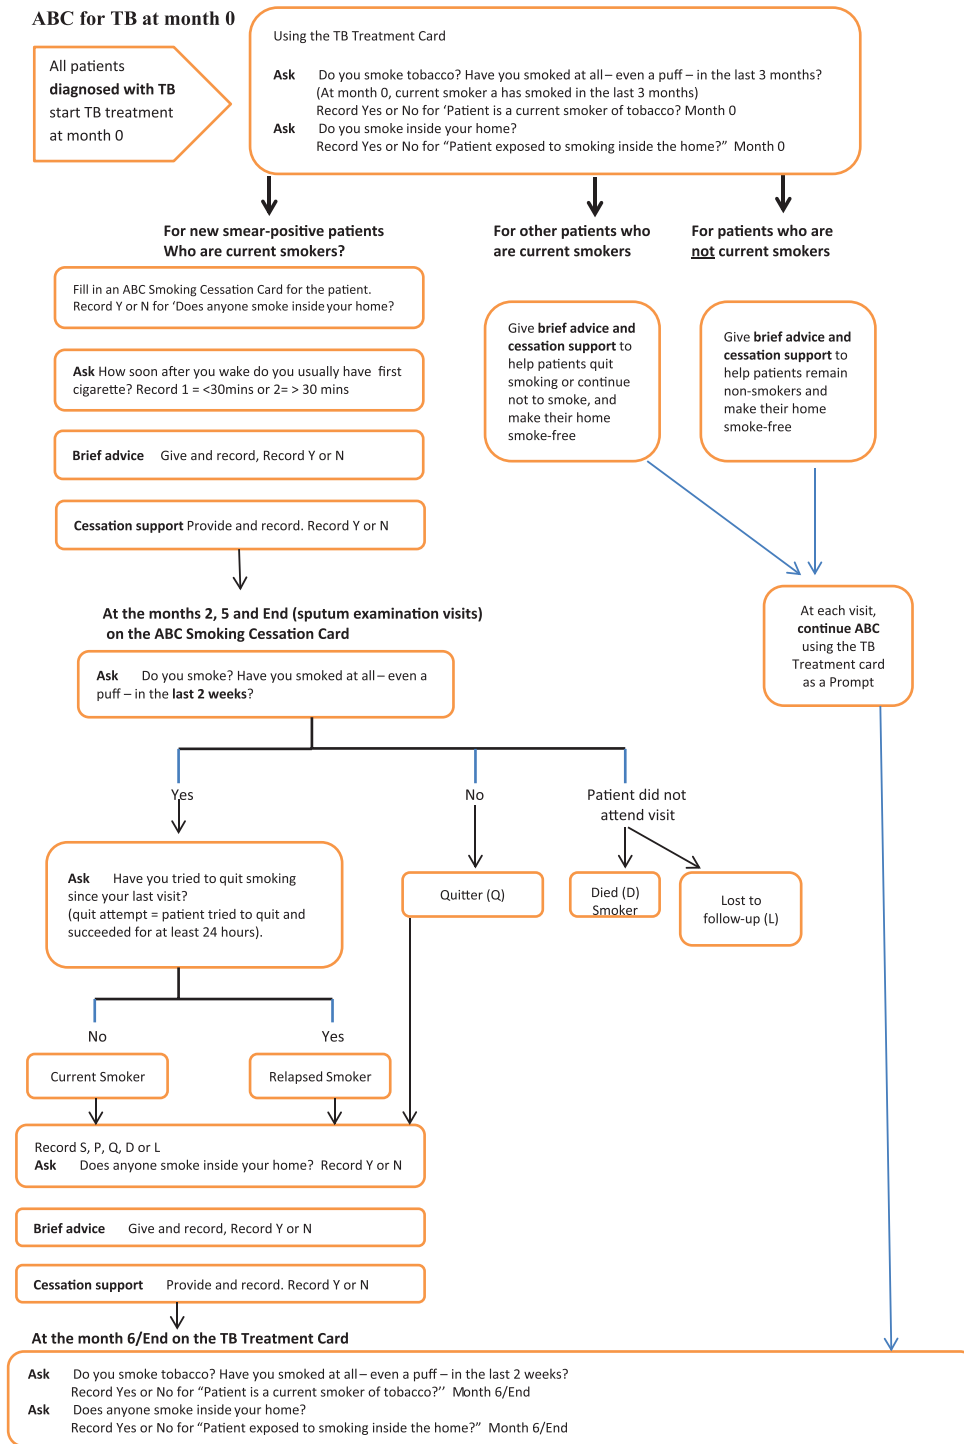 ABC for TB at month 0
All patients
diagnosed with TB
start TB treatment
at month 0
Using the TB Treatment Card
Ask Do you smoke tobacco? Have you smoked at all – even a puff – in the last 3 months?
(At month 0, current smoker a has smoked in the last 3 months)
Record Yes or No for ‘Patient is a current smoker of tobacco? Month 0
Ask Do you smoke inside your home?
Record Yes or No for “Patient exposed to smoking inside the home?” Month 0
For new smear-positive patients
Who are current smokers?
For other patients who
are current smokers
For patients who are
not current smokers
Fill in an ABC Smoking Cessation Card for the patient.
Record Y or N for ‘Does anyone smoke inside your home?
Ask How soon after you wake do you usually have first
cigarette? Record 1 = <30mins or 2= > 30 mins
Brief advice Give and record, Record Y or N
Cessation support Provide and record. Record Y or N
Give brief advice and
cessation support to
help patients quit
smoking or continue
not to smoke, and
make their home
smoke-free
Give brief advice and
cessation support to
help patients remain
non-smokers and
make their home
smoke-free
At each visit,
continue ABC
using the TB
Treatment card
as a Prompt
At the months 2, 5 and End (sputum examination visits)
on the ABC Smoking Cessation Card
Ask Do you smoke? Have you smoked at all – even a
puff – in the last 2 weeks?
Yes
No
Patient did not
attend visit
Ask Have you tried to quit smoking
since your last visit?
(quit attempt = patient tried to quit and
succeeded for at least 24 hours).
Quitter (Q)
Died (D)
Smoker
Lost to
follow-up (L)
No
Yes
Current Smoker
Relapsed Smoker
Record S, P, Q, D or L
Ask Does anyone smoke inside your home? Record Y or N
Brief advice Give and record, Record Y or N
Cessation support Provide and record. Record Y or N
At the month 6/End on the TB Treatment Card
Ask Do you smoke tobacco? Have you smoked at all – even a puff – in the last 2 weeks?
Record Yes or No for “Patient is a current smoker of tobacco?’’ Month 6/End
Ask Does anyone smoke inside your home?
Record Yes or No for “Patient exposed to smoking inside the home?” Month 6/End